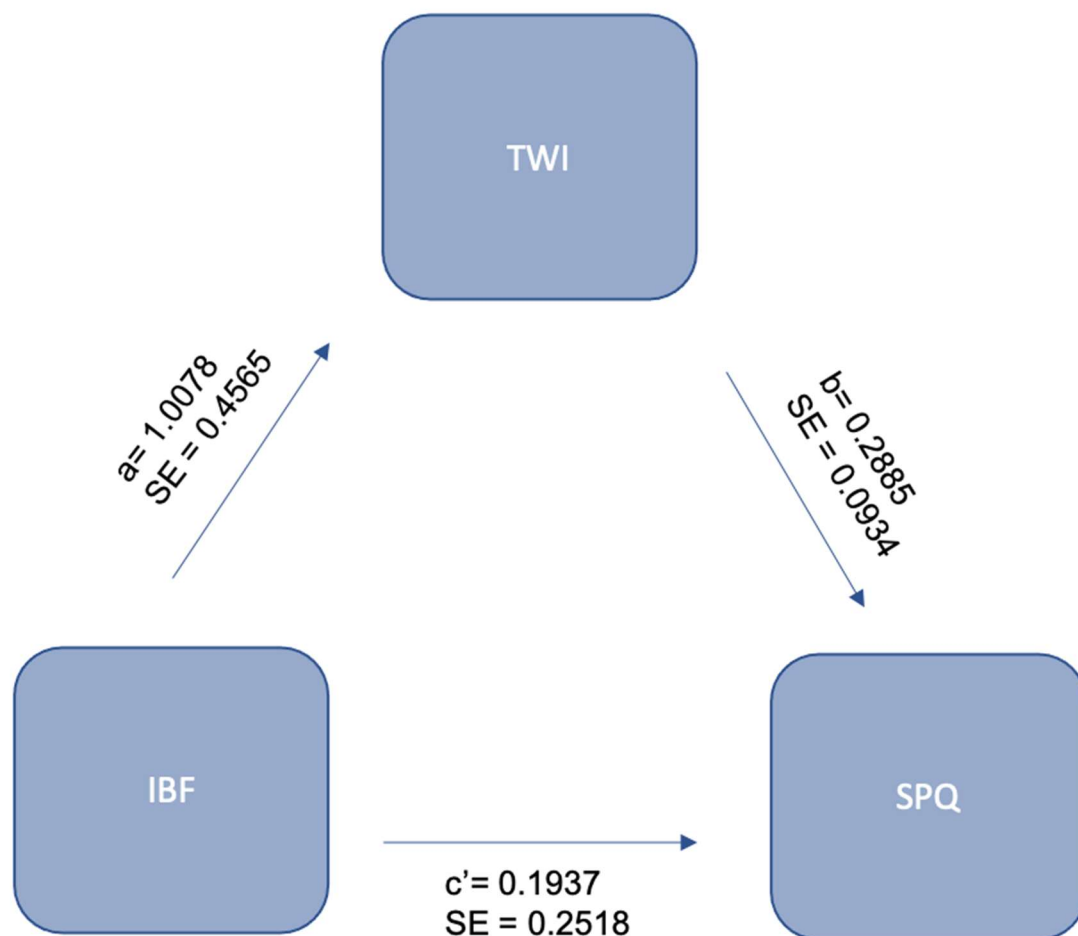 TWI
a= 1.0078
SE = 0.4565
b= 0.2885
SE = 0.0934
IBF
SPQ
c’= 0.1937
SE = 0.2518